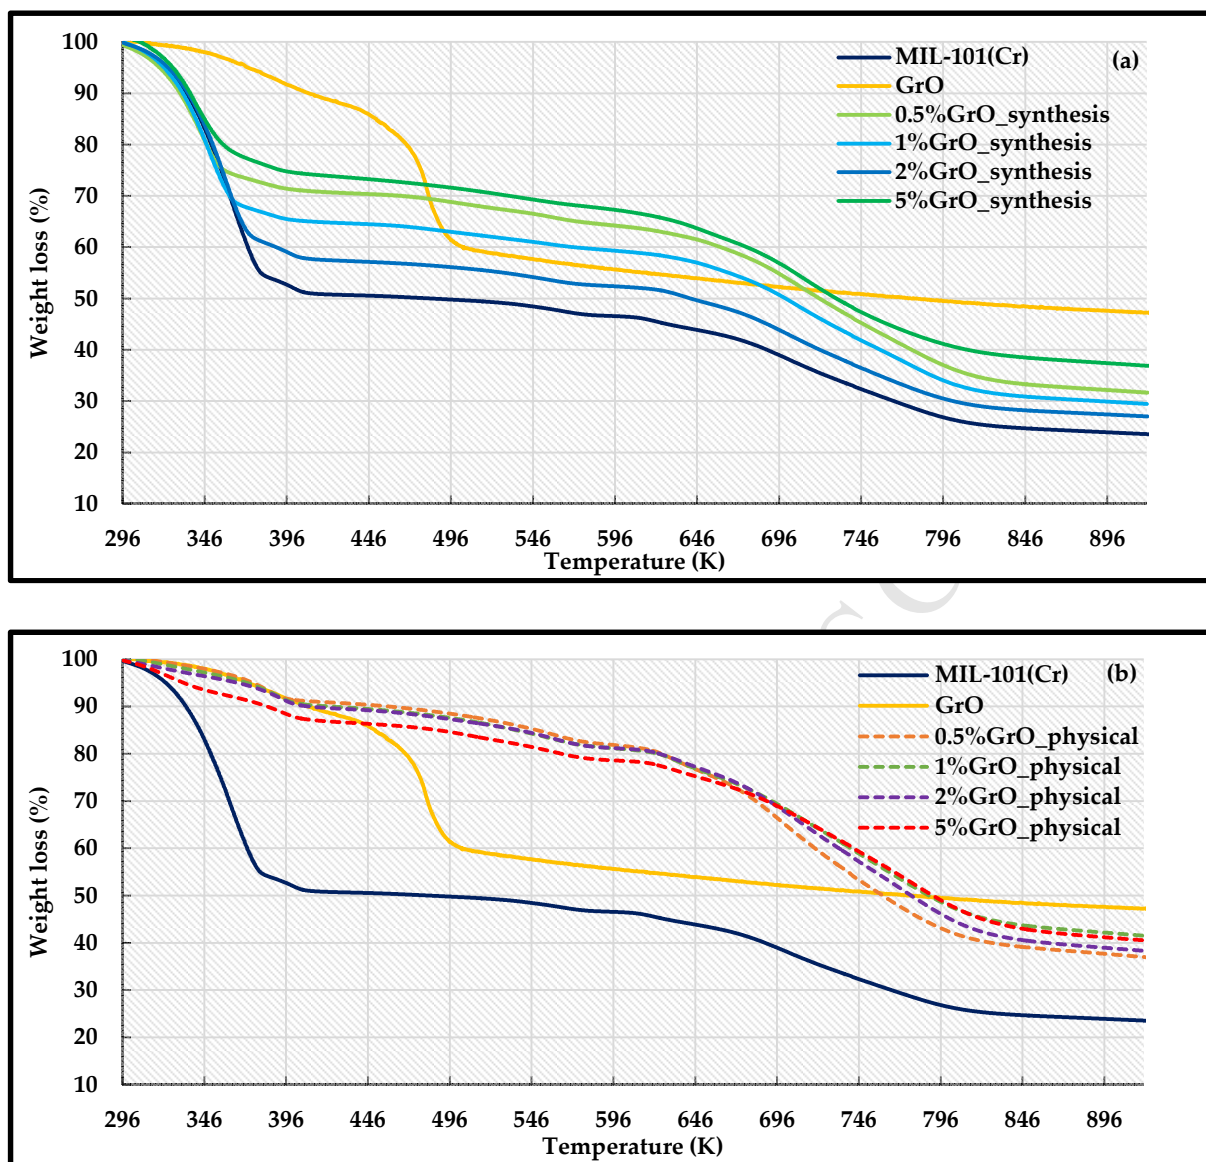 100
90
80
70
60
50
40
30
20
10
Weight loss (%)
MIL-101(Cr)
GrO
0.5%GrO_synthesis
1%GrO_synthesis
2%GrO_synthesis
5%GrO_synthesis
(a)
296 346 396 446 496 546 596 646 696 746 796 846 896
Temperature (K)
100
90
80
70
60
50
40
30
20
10
Weight loss (%)
MIL-101(Cr)
GrO
0.5%GrO_physical
1%GrO_physical
2%GrO_physical
5%GrO_physical
(b)
296 346 396 446 496 546 596 646 696 746 796 846 896
Temperature (K)